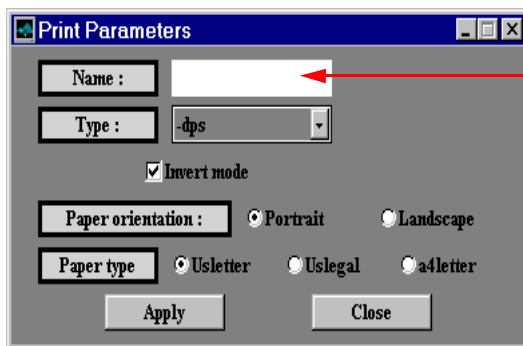 Print Parameters
Name :
Type : -dps
Invert mode
Paper orientation : Portrait Landscape
Paper type Usletter Uslegal a4letter
Apply Close